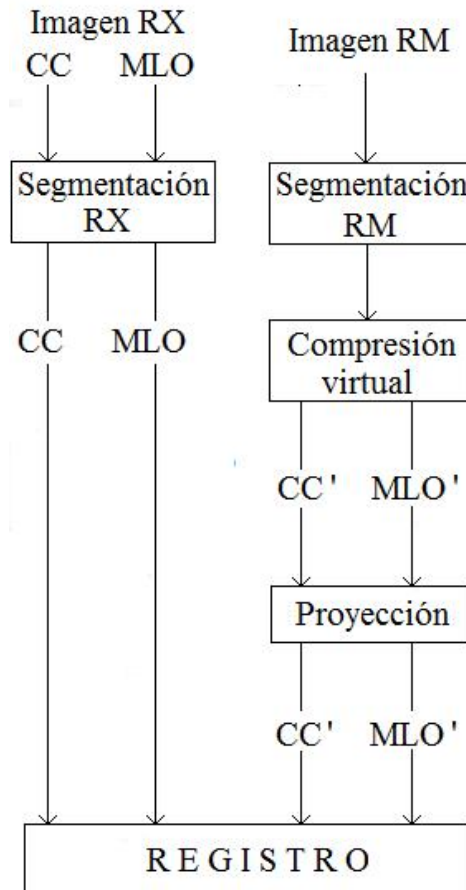 Imagen RX
CC MLO
Segmentación
RX
CC MLO
Imagen RM
Segmentación
RM
Compresión
virtual
CC' MLO'
Proyección
CC' MLO'
REGISTRO